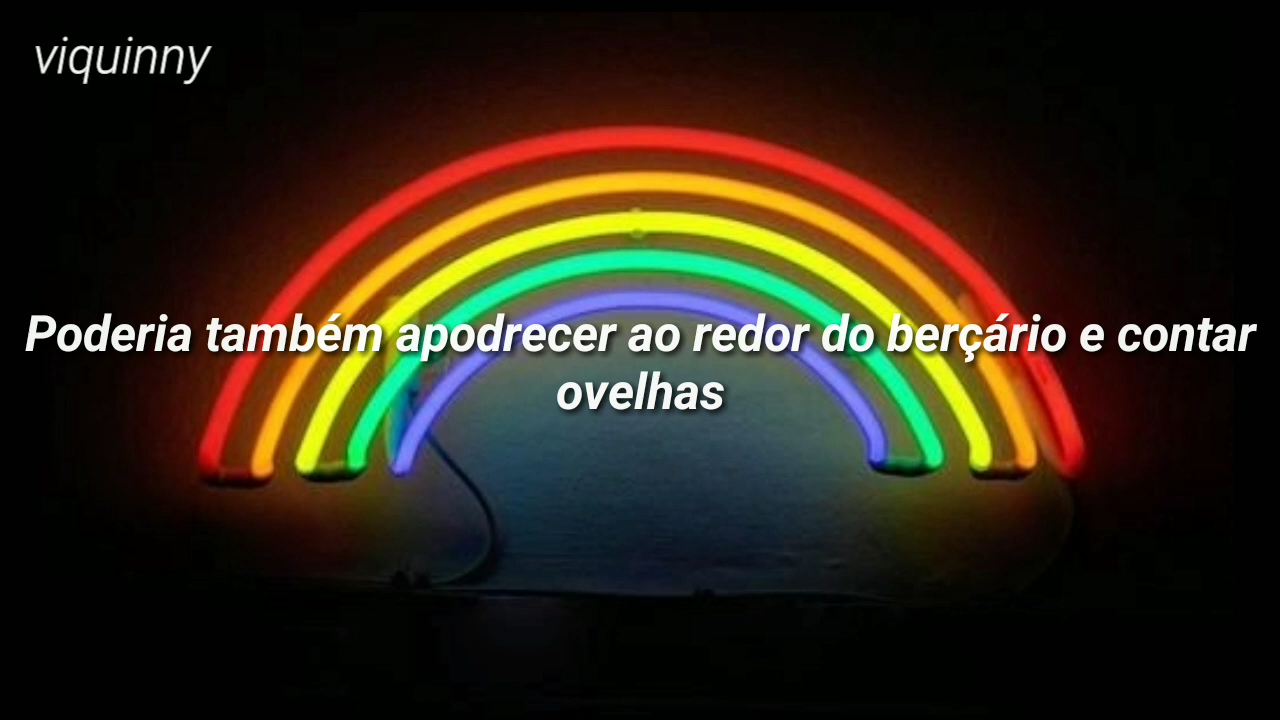 viquinny
Poderia também apodrecer ao redor do berçário e contar
ovelhas